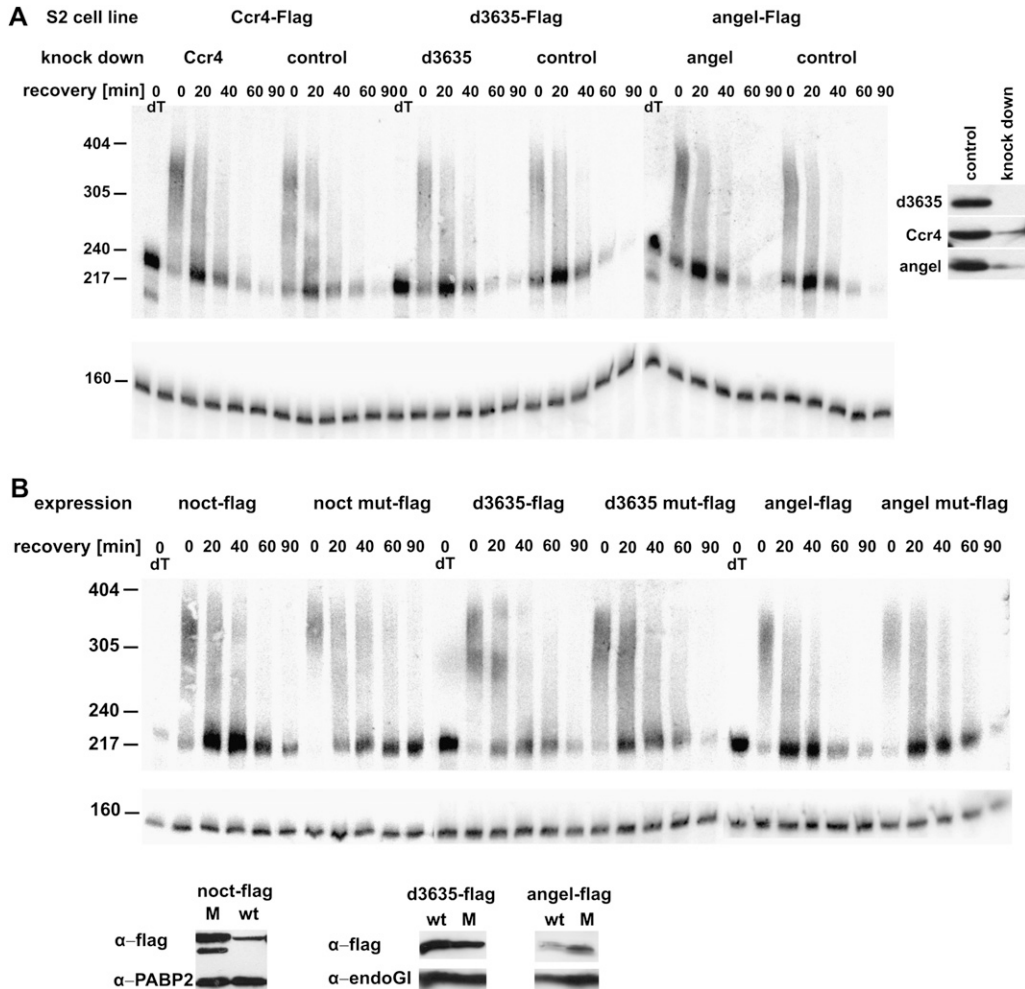 A
S2 cell line Ccr4-Flag d3635-Flag angel-Flag
knock down Ccr4 control d3635 control angel control
recovery [min] 0 0 20 40 60 90 0 20 40 60 90 0 0 20 40 60 90 0 20 40 60 90 0 0 20 40 60 90 0 20 40 60 90
dT dT dT
404
305
240
217
160
control knock down
d3635
Ccr4
angel
B
expression noct-flag noct mut-flag d3635-flag d3635 mut-flag angel-flag angel mut-flag
recovery [min] 0 0 20 40 60 90 0 20 40 60 90 0 0 20 40 60 90 0 20 40 60 90 0 0 20 40 60 90 0 20 40 60 90
dT dT dT
404
305
240
217
160
noct-flag d3635-flag angel-flag
M wt wt M wt M
α–flag α–flag α–flag
α–PABP2 α–endoGI α–endoGI